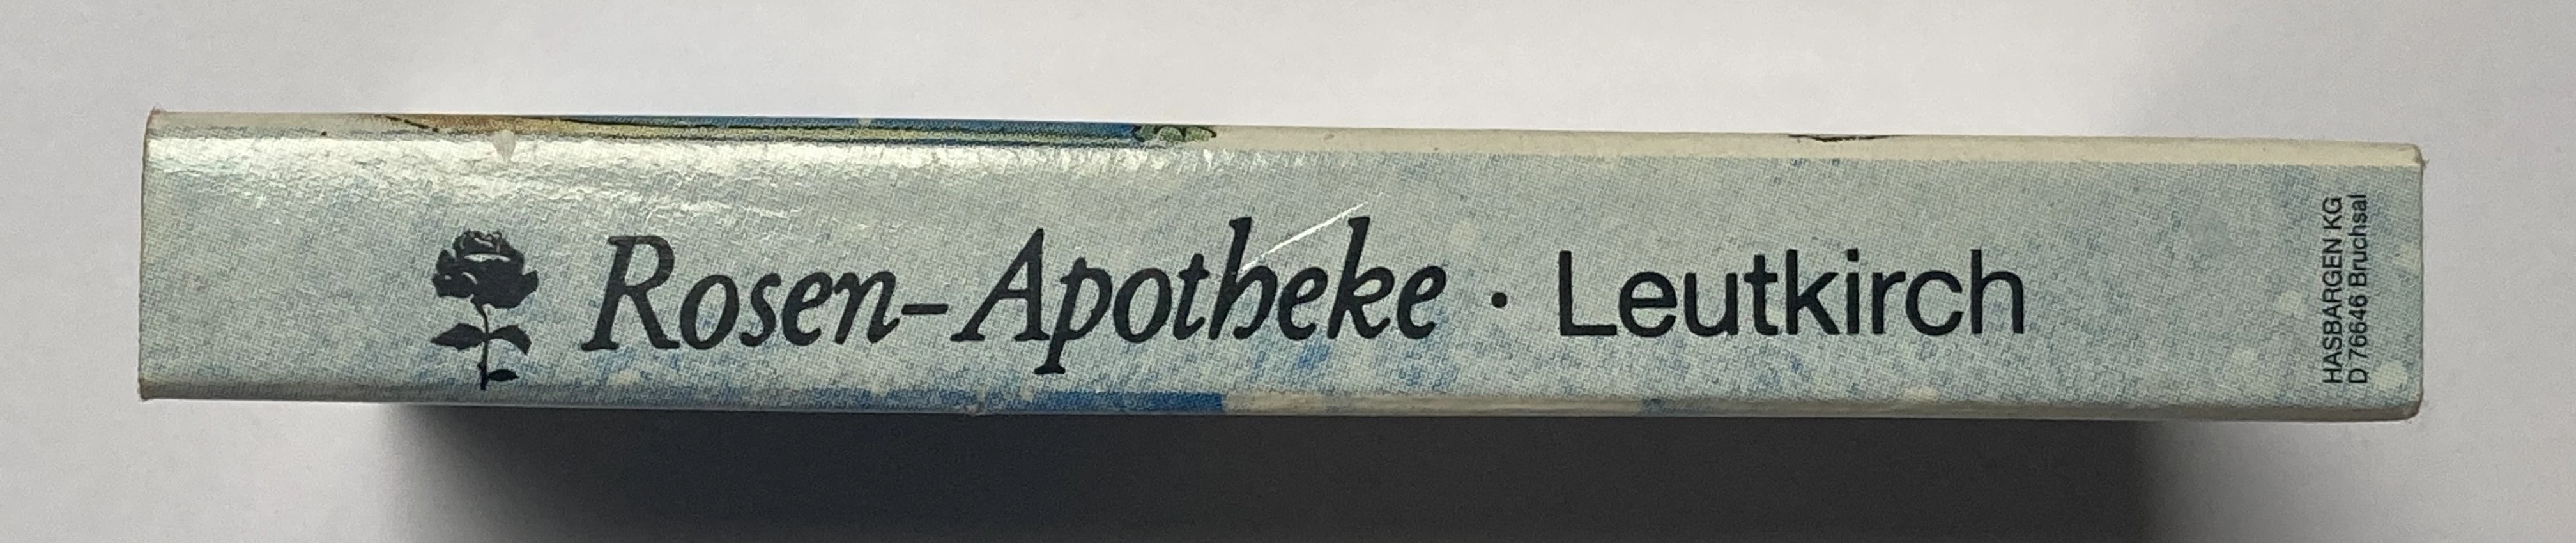 Rosen-Apotheke · Leutkirch
HASBARGEN KG
D 76646 Bruchsal